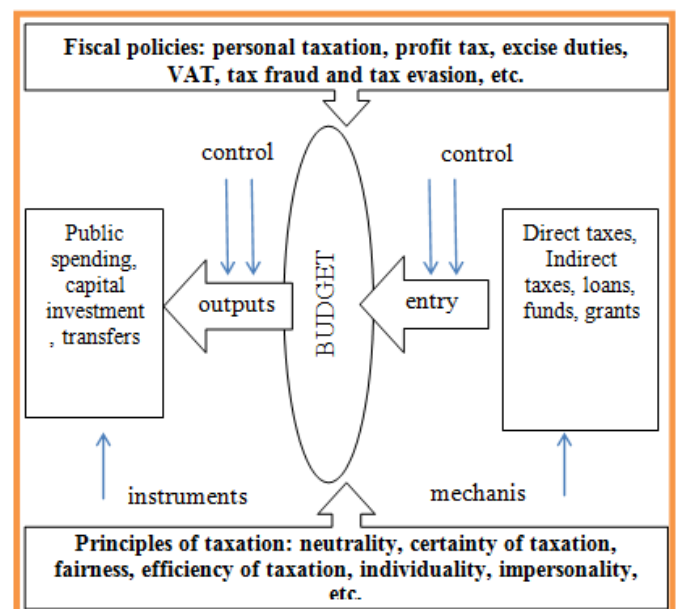 Fiscal policies: personal taxation, profit tax, excise duties,
VAT, tax fraud and tax evasion, etc.
control
control
Public
spending,
capital
investment
, transfers
outputs
BUDGET
entry
Direct taxes,
Indirect
taxes, loans,
funds, grants
instruments
mechanis
Principles of taxation: neutrality, certainty of taxation,
fairness, efficiency of taxation, individuality, impersonality,
etc.